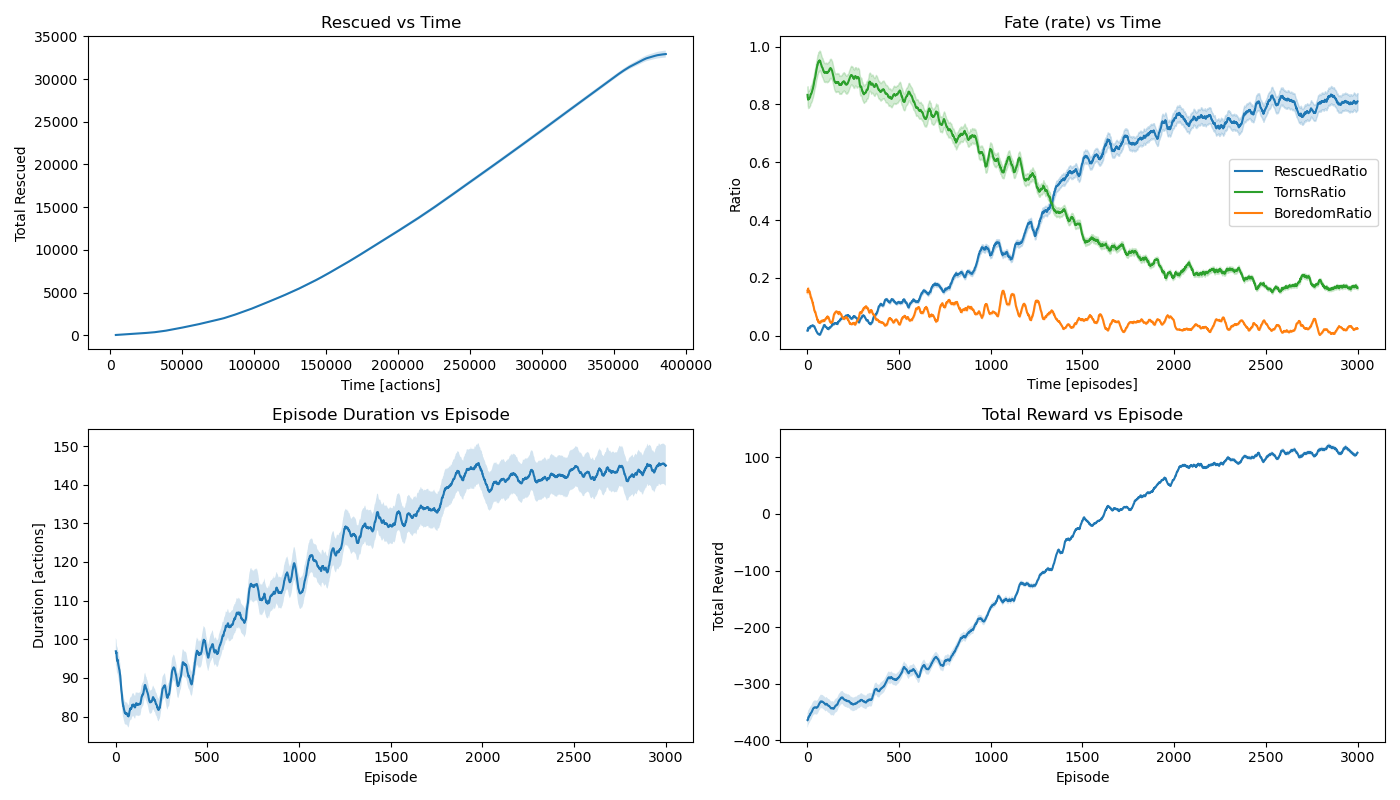 Rescued vs Time
Total Rescued
35000
30000
25000
20000
15000
10000
5000
0
0 50000 100000 150000 200000 250000 300000 350000 400000
Time [actions]
Fate (rate) vs Time
Ratio
1.0
0.8
0.6
0.4
0.2
0.0
RescuedRatio
TornsRatio
BoredomRatio
0 500 1000 1500 2000 2500 3000
Time [episodes]
Episode Duration vs Episode
Duration [actions]
150
140
130
120
110
100
90
80
0 500 1000 1500 2000 2500 3000
Episode
Total Reward vs Episode
Total Reward
100
0
−100
−200
−300
−400
0 500 1000 1500 2000 2500 3000
Episode